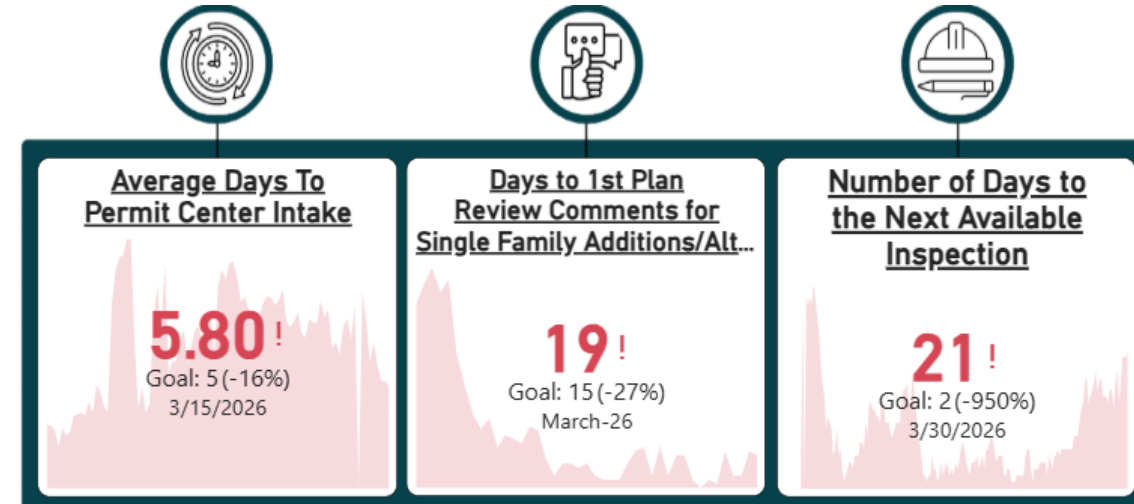 Average Days To
Permit Center Intake
5.80 !
Goal: 5 (-16%)
3/15/2026
Days to 1st Plan
Review Comments for
Single Family Additions/Alt...
19 !
Goal: 15 (-27%)
March-26
Number of Days to
the Next Available
Inspection
21 !
Goal: 2 (-950%)
3/30/2026